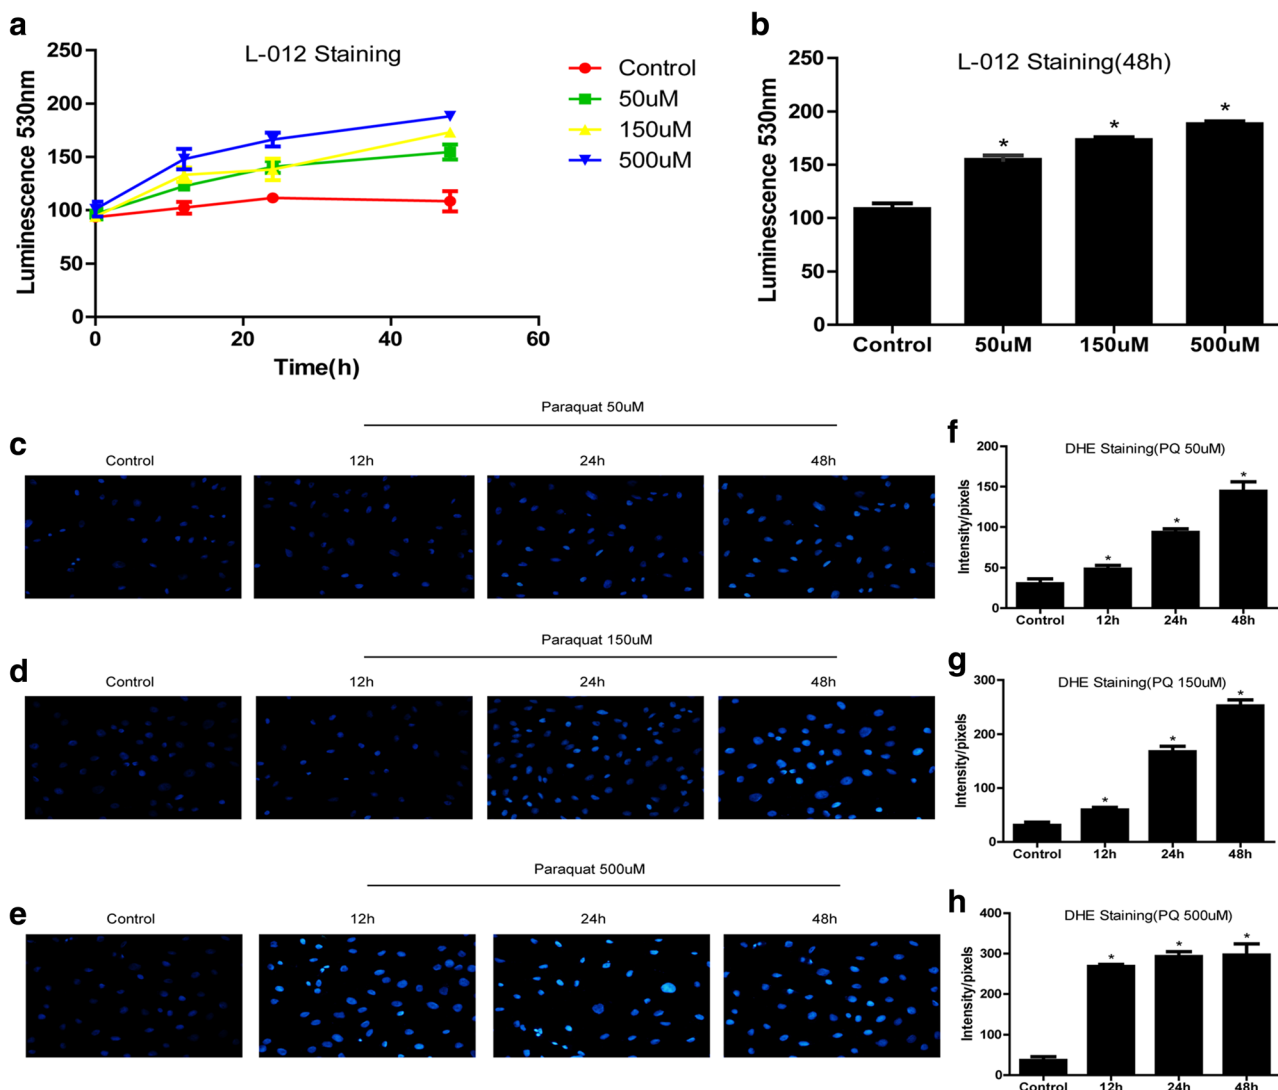 a
L-012 Staining
Luminescence 530nm
250
200
150
100
50
0
0
20
40
60
Time(h)
Control
50uM
150uM
500uM
b
L-012 Staining(48h)
Luminescence 530nm
250
200
150
100
50
0
*
*
*
Control
50uM
150uM
500uM
Paraquat 50uM
c
Control
12h
24h
48h
f
DHE Staining(PQ 50uM)
Intensity/pixels
200
150
100
50
0
*
*
*
Control
12h
24h
48h
Paraquat 150uM
d
Control
12h
24h
48h
g
DHE Staining(PQ 150uM)
Intensity/pixels
300
200
100
0
*
*
*
Control
12h
24h
48h
Paraquat 500uM
e
Control
12h
24h
48h
h
DHE Staining(PQ 500uM)
Intensity/pixels
400
300
200
100
0
*
*
*
Control
12h
24h
48h